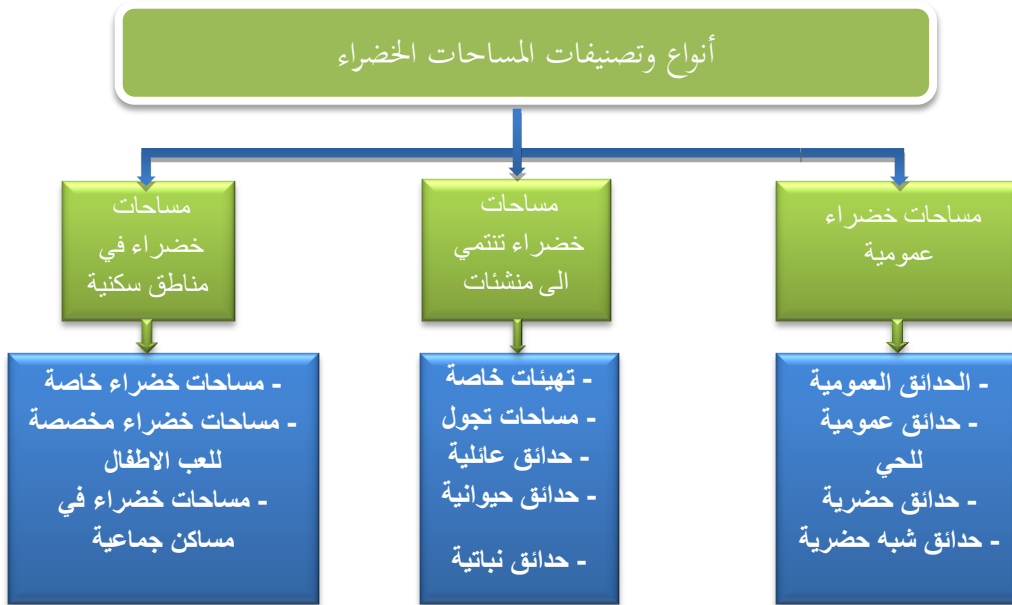 أنواع وتصنيفات المساحات الخضراء
مساحات خضراء
عمومية
مساحات
خضراء تنتمي
الى منشئات
مساحات
خضراء في
مناطق سكنية
- الحدائق العمومية
- حدائق عمومية
للحي
- حدائق حضرية
- حدائق شبه حضرية
- تهيئات خاصة
- مساحات تجول
- حدائق عائلية
- حدائق حيوانية
- حدائق نباتية
- مساحات خضراء خاصة
- مساحات خضراء مخصصة
للعب الاطفال
- مساحات خضراء في
مساكن جماعية